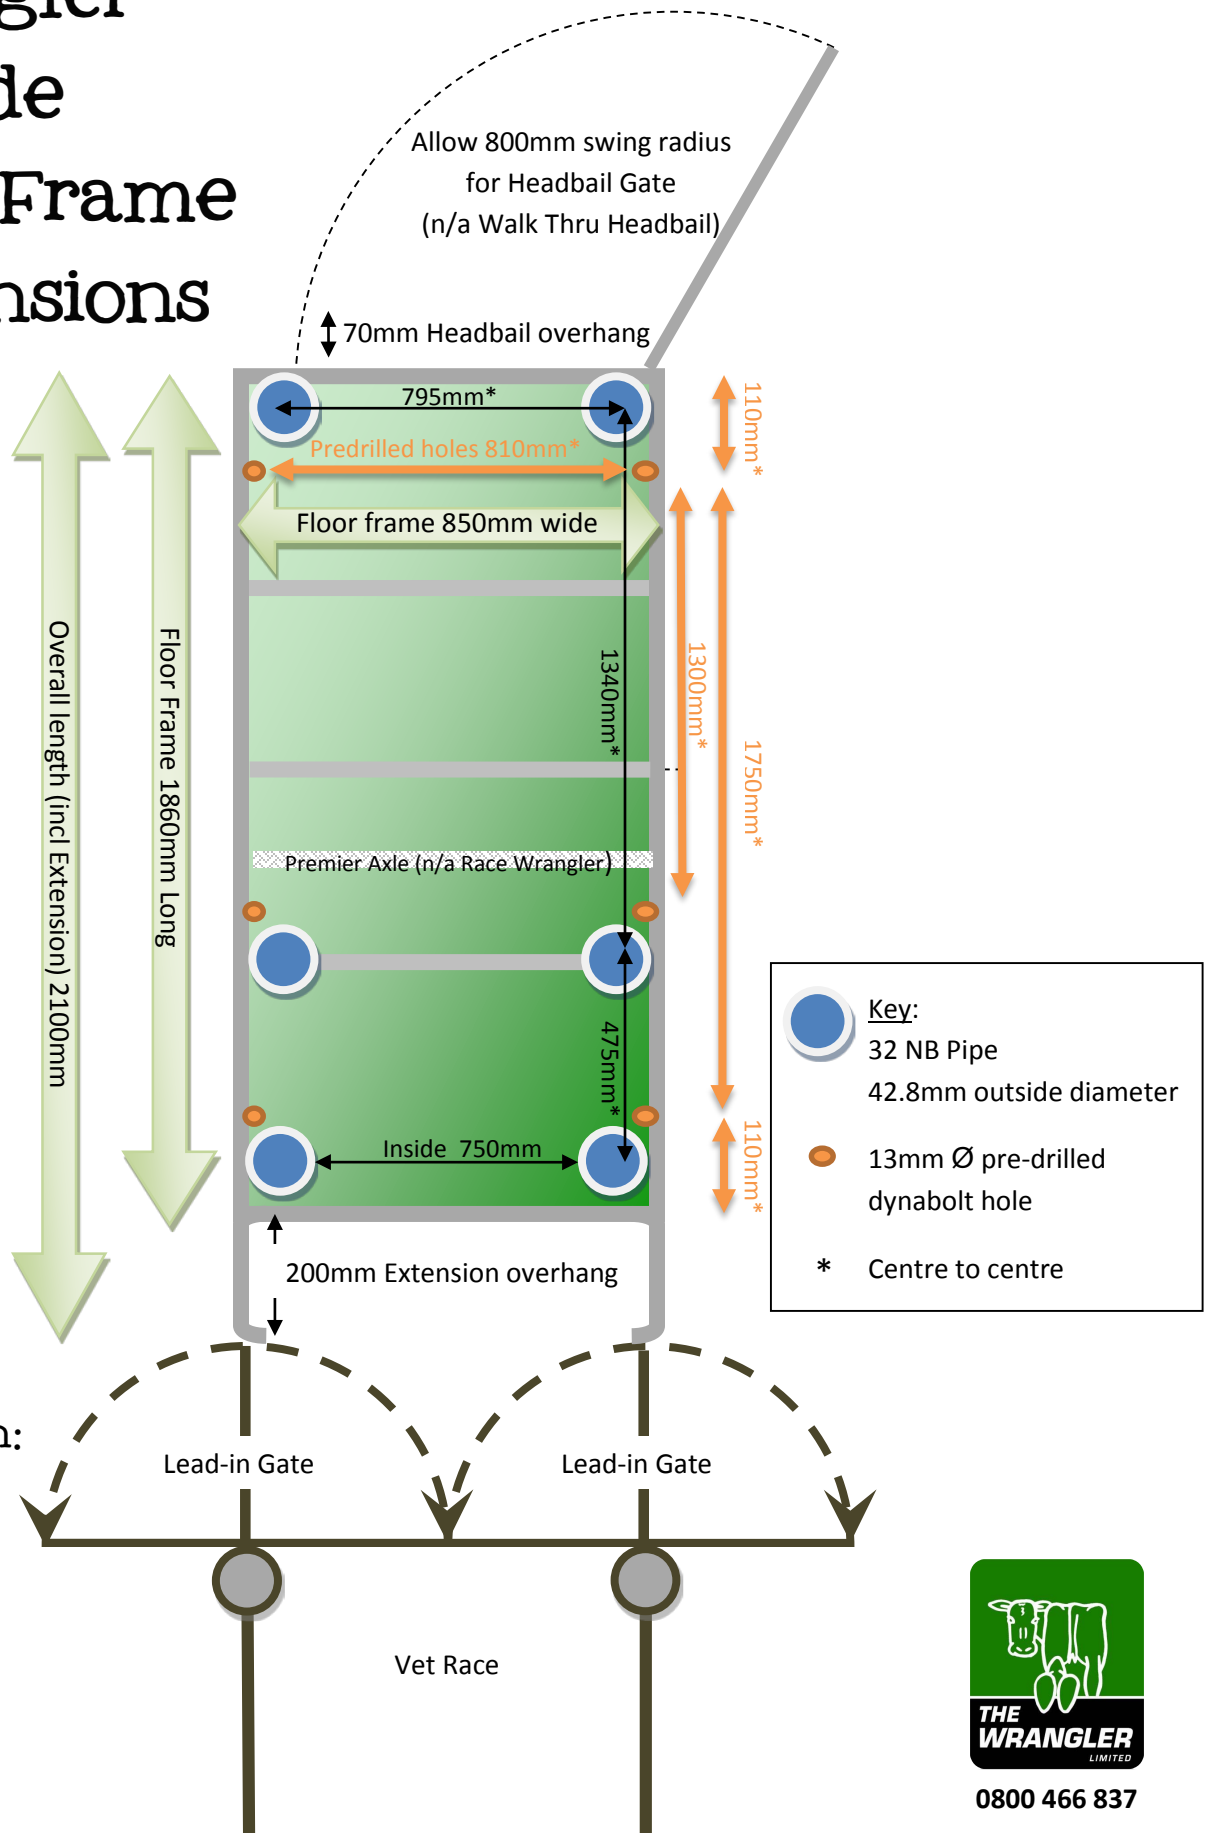 de
Frame
Allow 800mm swing radius
for Headbail Gate
(n/a Walk Thru Headbail)
70mm Headbail overhang
795mm*
110mm*
Predrilled holes 810mm*
Floor frame 850mm wide
Overall length (incl Extension) 2100mm
Floor Frame 1860mm Long
1340mm*
1300mm*
1750mm*
Premier Axle (n/a Race Wrangler)
475mm*
110mm*
Inside 750mm
200mm Extension overhang
Key:
32 NB Pipe
42.8mm outside diameter
13mm Ø pre-drilled
dynabolt hole
* Centre to centre
Lead-in Gate
Lead-in Gate
Vet Race
THE
WRANGLER
LIMITED
0800 466 837